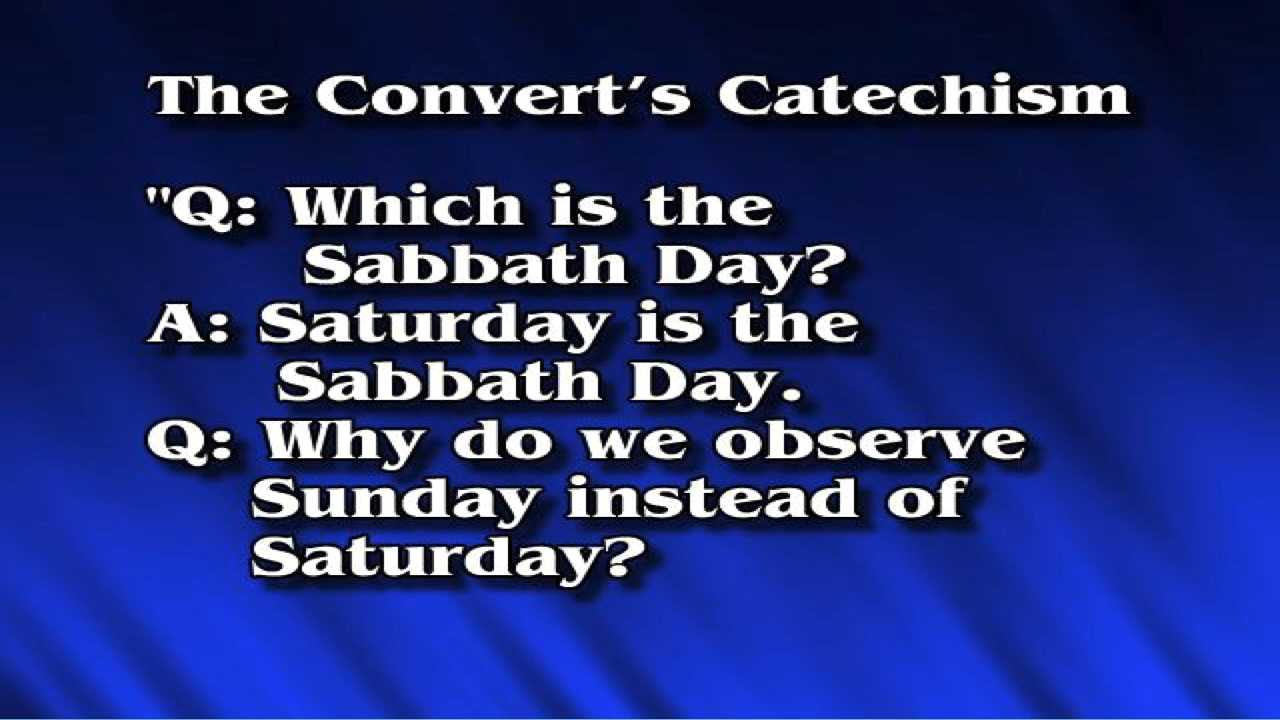 The Convert's Catechism
"Q: Which is the
Sabbath Day?
A: Saturday is the
Sabbath Day.
Q: Why do we observe
Sunday instead of
Saturday?